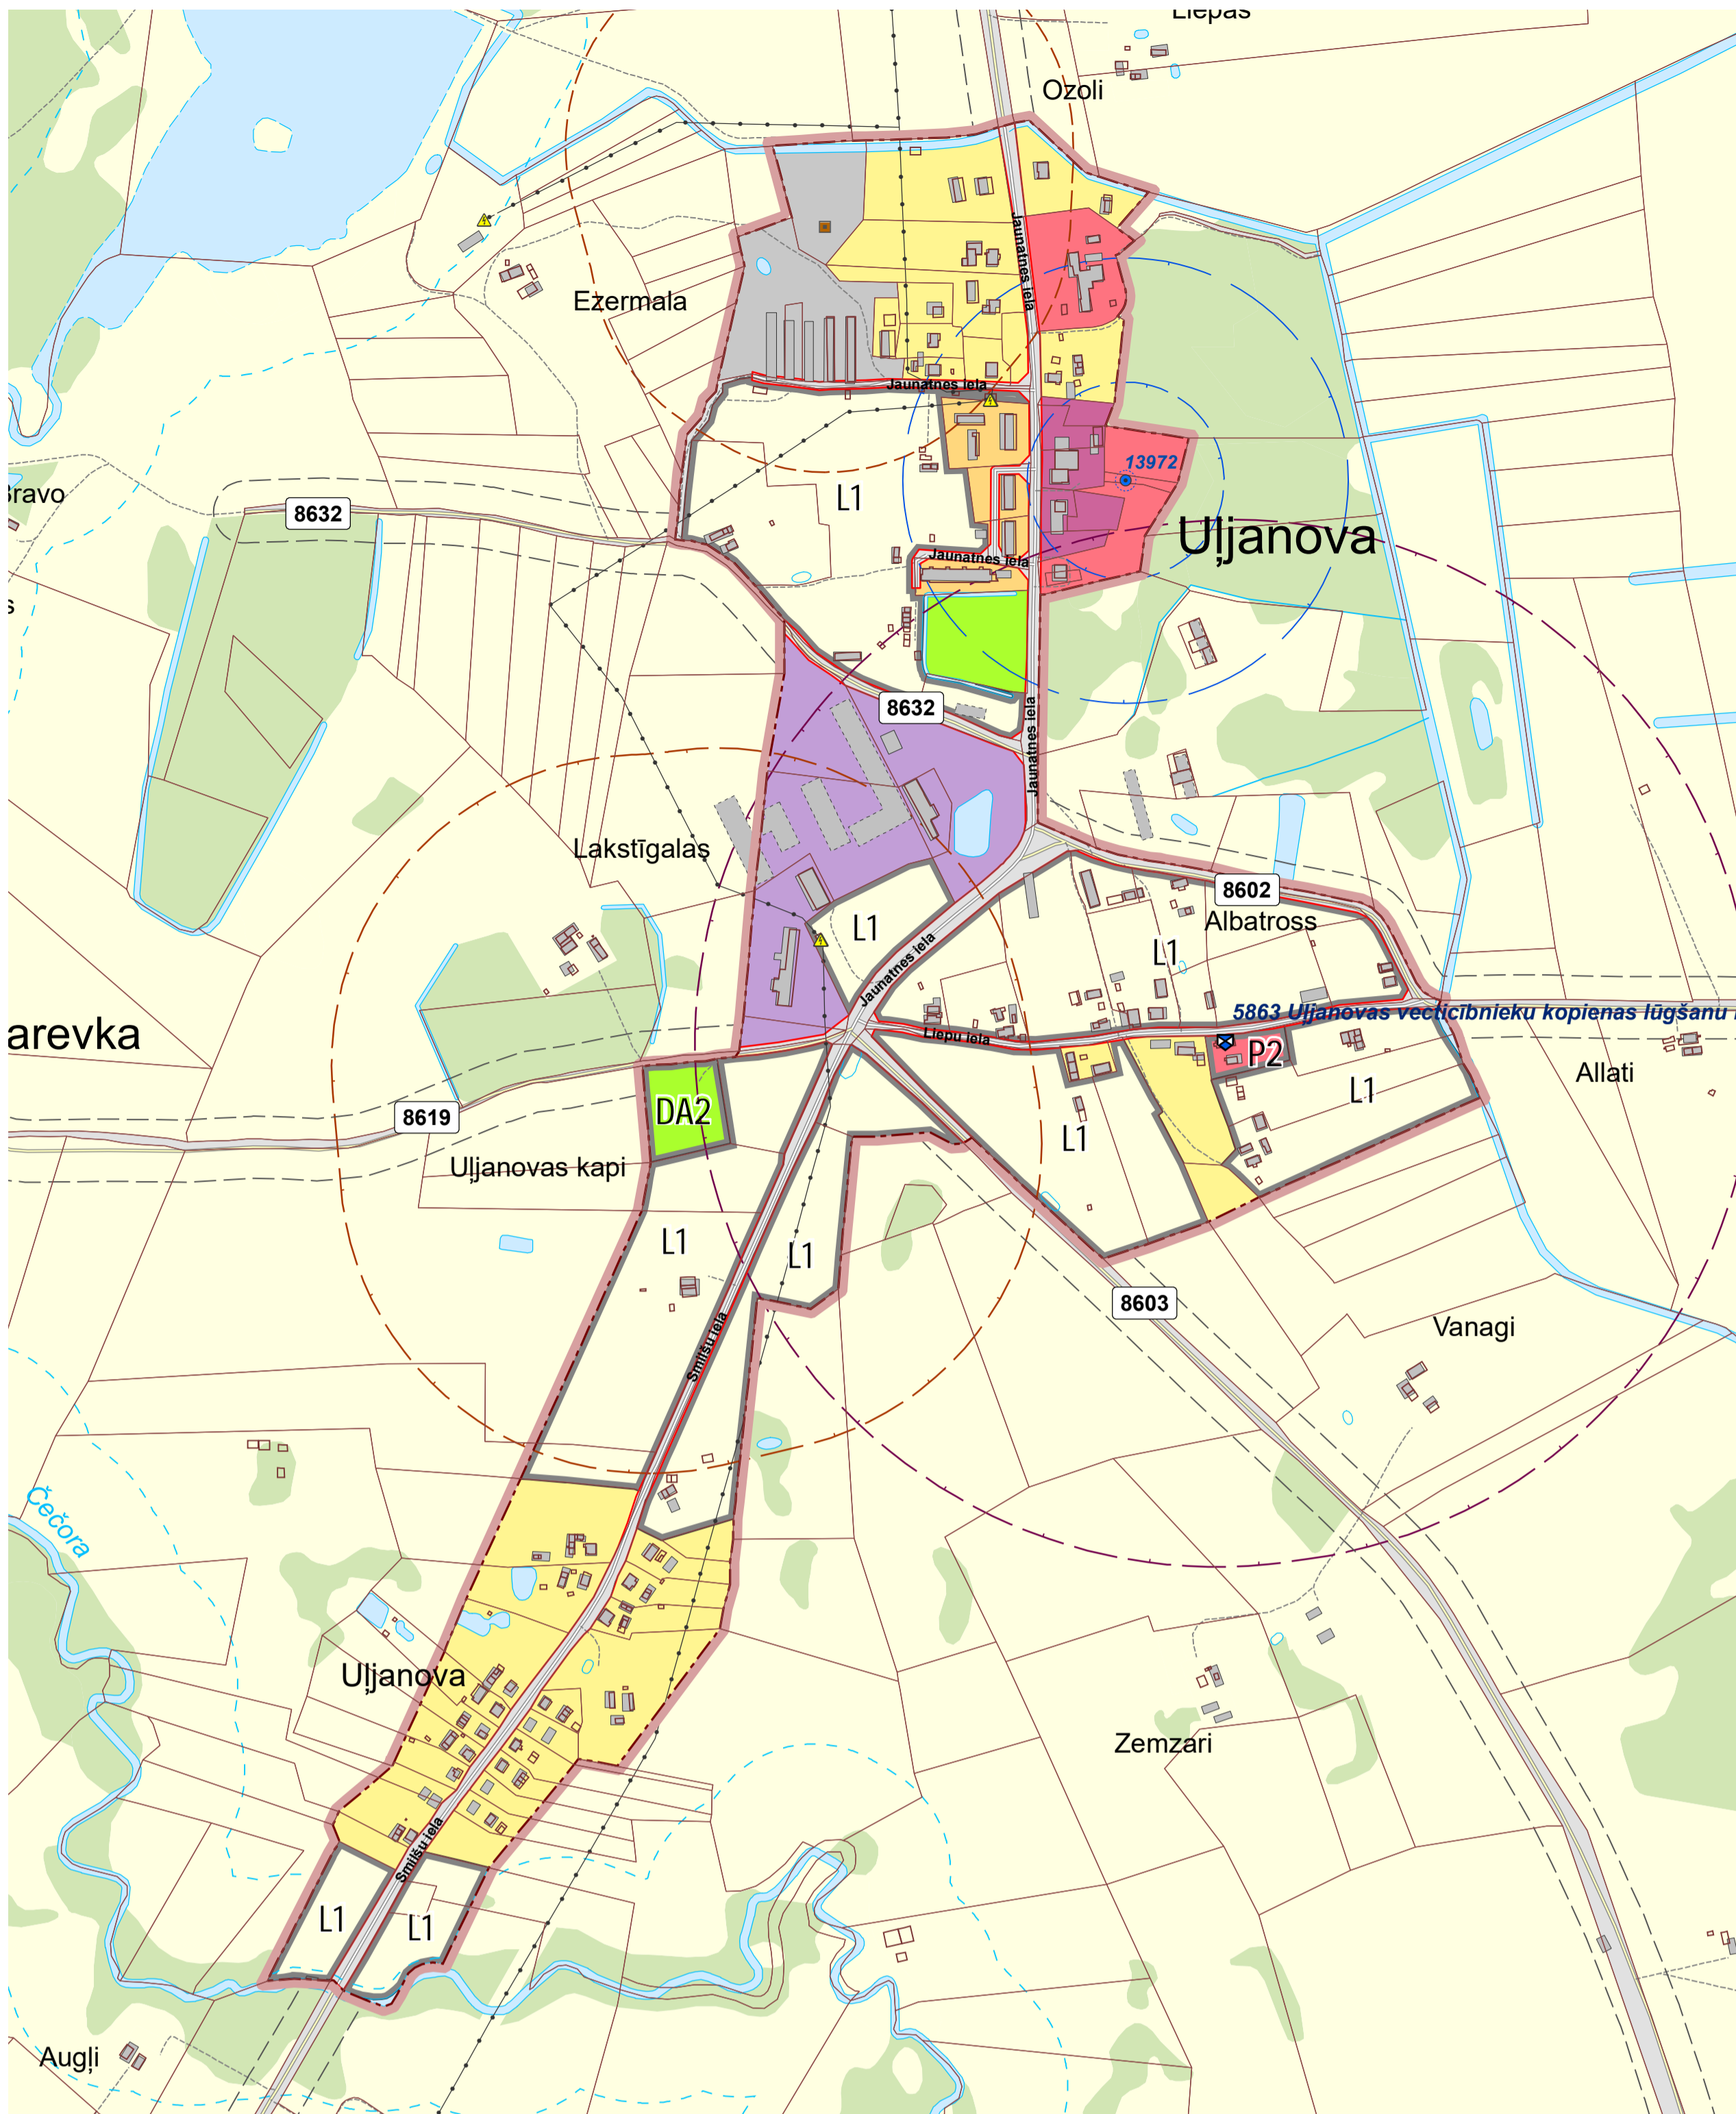 Liepas
Ozoli
Jaunatnes iela
Ezermala
Jaunatnes iela
13972
Bravo
8632
L1
Uļjanova
Jaunatnes iela
8632
Jaunatnes iela
Lakstīgalas
8602
Albatross
L1
L1
Jaunatnes iela
5863 Uļjanovas vecticībnieku kopienas lūgšanu
arevka
Liepu iela
P2
Allati
DA2
L1
8619
L1
Uļjanovas kapi
L1
L1
8603
Vanagi
Smilšu iela
Čečora
Uļjanova
Zemzari
Smilšu iela
L1
L1
Augļi